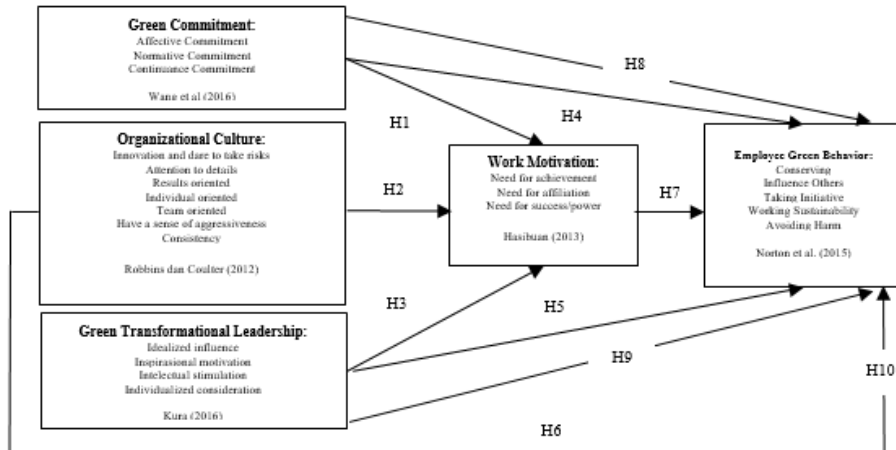 Green Commitment:
Affective Commitment
Normative Commitment
Continuance Commitment
Wang et al (2016)
Organizational Culture:
Innovation and dare to take risks
Attention to details
Results oriented
Individual oriented
Team oriented
Have a sense of aggressiveness
Consistency
Robbins dan Coulter (2012)
Green Transformational Leadership:
Idealized influence
Inspirasional motivation
Intelectual stimulation
Individualized consideration
Kura (2016)
H1
H2
H3
Work Motivation:
Need for achievement
Need for affiliation
Need for success/power
Hasibuan (2013)
H8
H4
H7
H5
H9
H6
H10
Employee Green Behavior:
Conserving
Influence Others
Taking Initiative
Working Sustainability
Avoiding Harm
Norton et al. (2015)